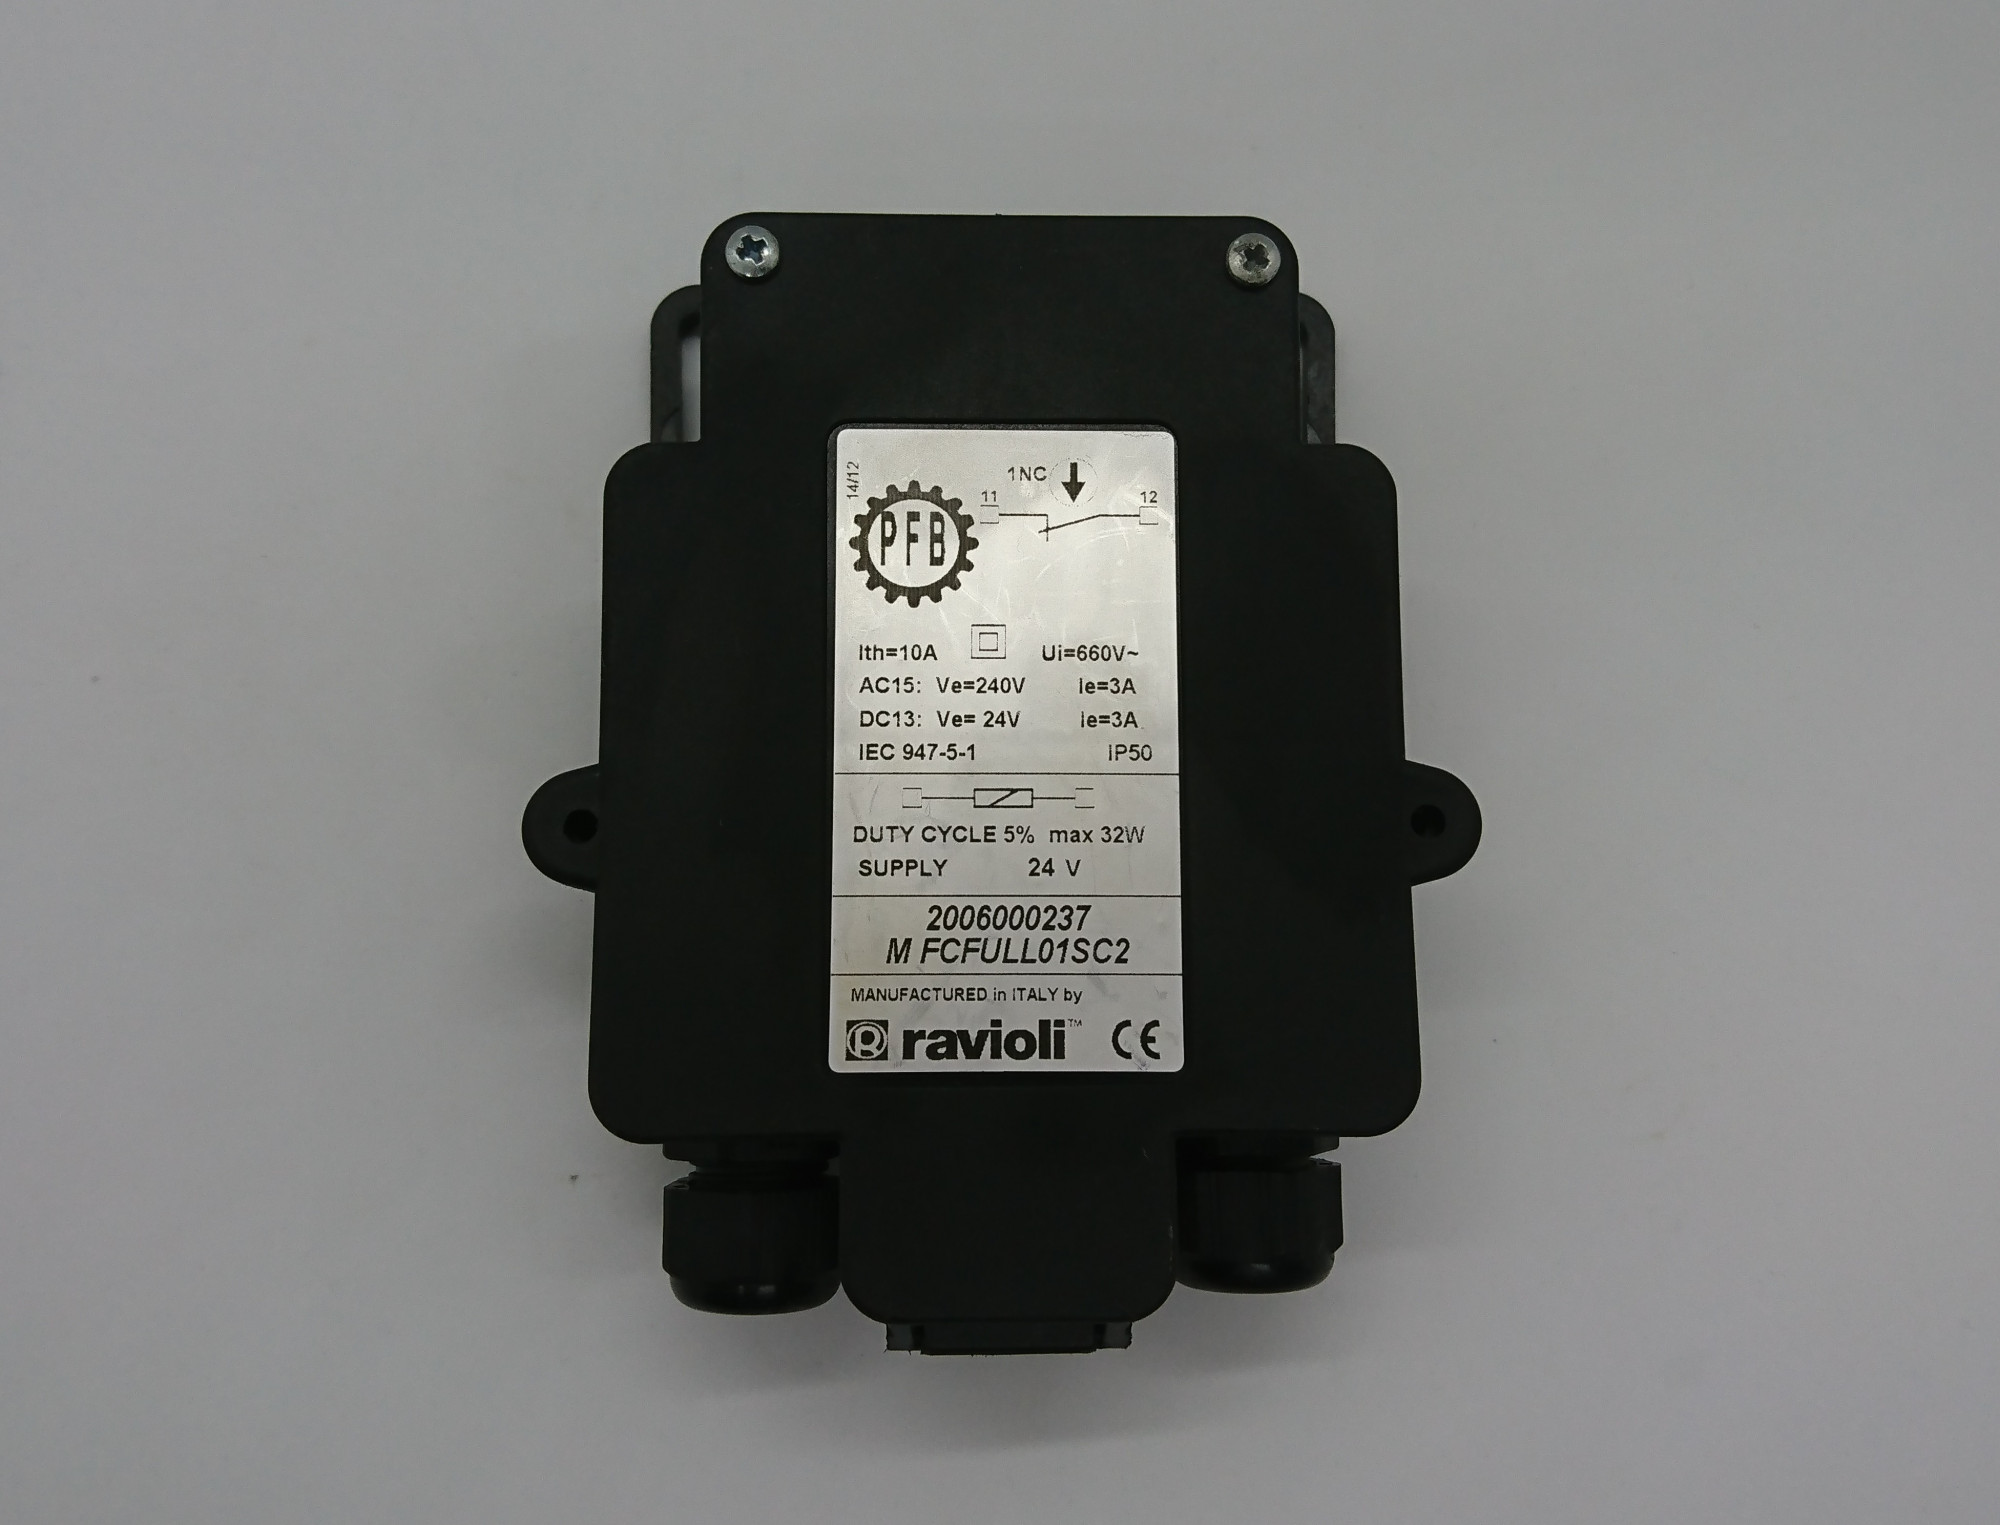 14/12
1NC
11 12
PFB
Ith=10A Ui=660V~
AC15: Ve=240V Ie=3A
DC13: Ve= 24V Ie=3A
IEC 947-5-1 IP50
DUTY CYCLE 5% max 32W
SUPPLY 24 V
2006000237
M FCFULL01SC2
MANUFACTURED in ITALY by
R ravioli™ CE